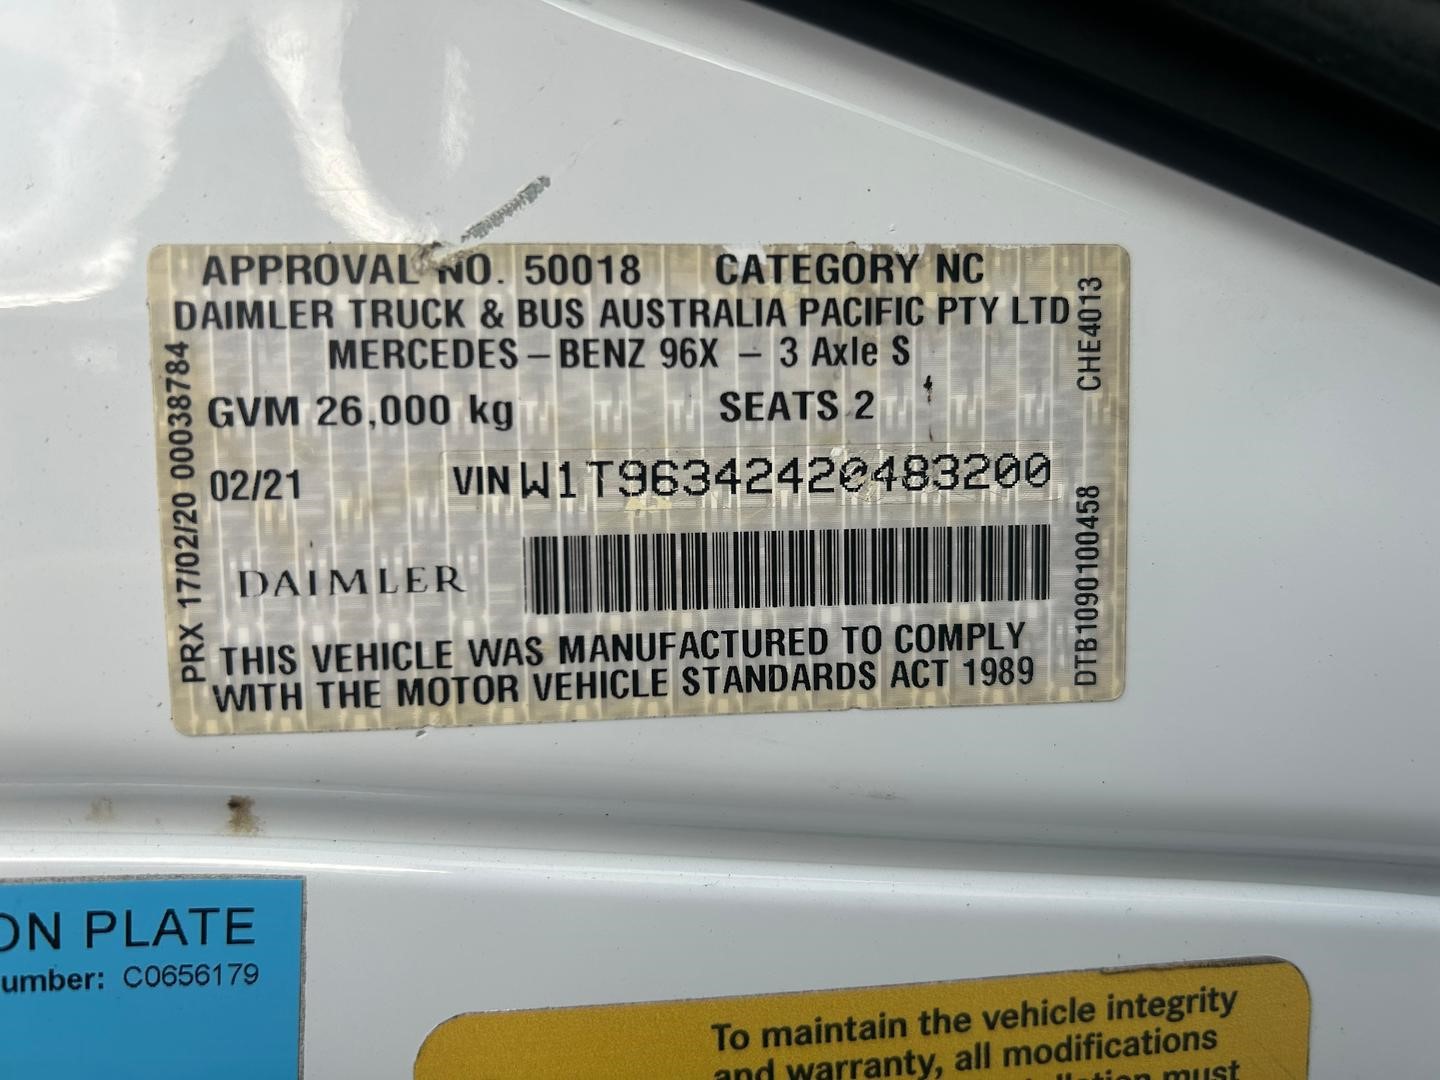 APPROVAL NO. 50018 CATEGORY NC
DAIMLER TRUCK & BUS AUSTRALIA PACIFIC PTY LTD
MERCEDES-BENZ 96X - 3 Axle S
GVM 26,000 kg SEATS 2
02/21 VIN W1T96342420483200
DAIMLER
THIS VEHICLE WAS MANUFACTURED TO COMPLY
WITH THE MOTOR VEHICLE STANDARDS ACT 1989
PRX 17/02/20 00038784
CHE4013
DTB1090100458
ON PLATE
umber: C0656179
To maintain the vehicle integrity
and warranty, all modifications
must